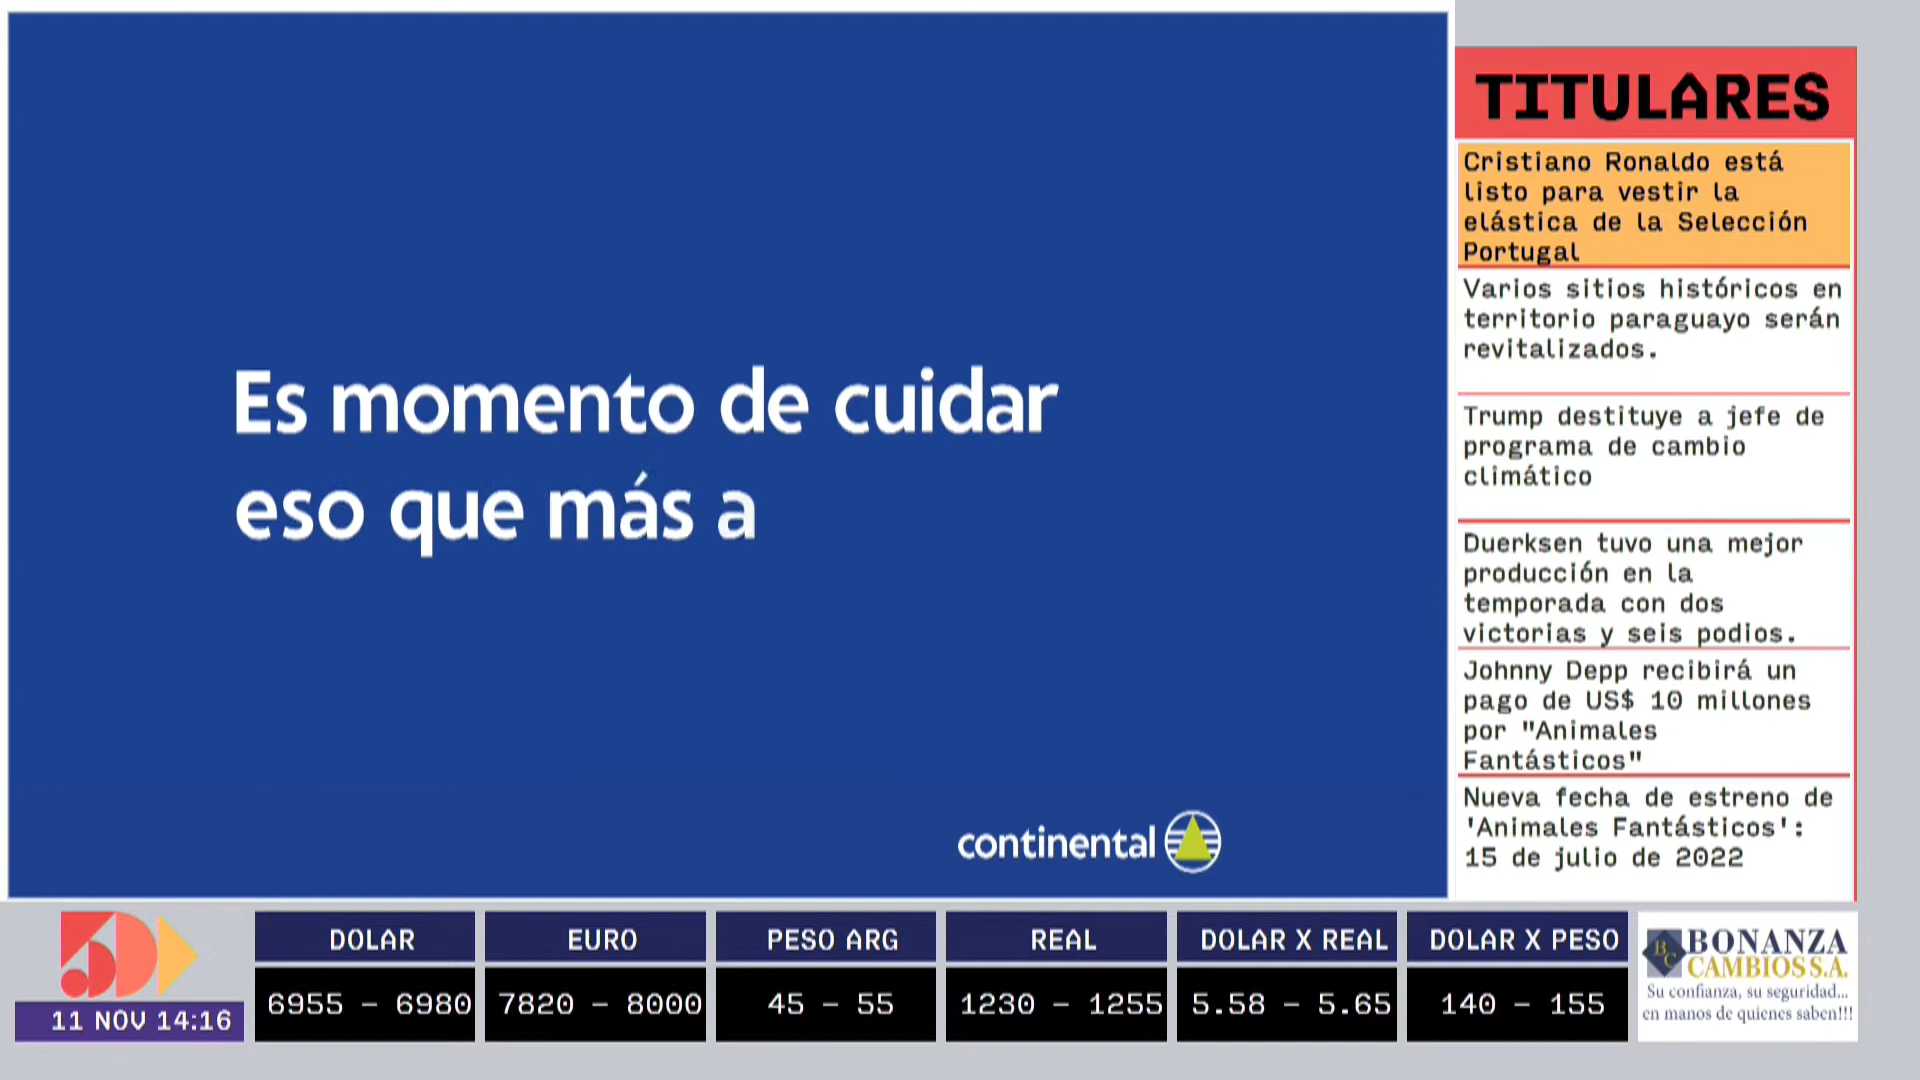 Es momento de cuidar
eso que más a
continental
TITULARES
Cristiano Ronaldo está
listo para vestir la
elástica de la Selección
Portugal
Varios sitios históricos en
territorio paraguayo serán
revitalizados.
Trump destituye a jefe de
programa de cambio
climático
Duerksen tuvo una mejor
producción en la
temporada con dos
victorias y seis podios.
Johnny Depp recibirá un
pago de US$ 10 millones
por "Animales
Fantásticos"
Nueva fecha de estreno de
'Animales Fantásticos':
15 de julio de 2022
5D
11 NOV 14:16
DOLAR
6955 - 6980
EURO
7820 - 8000
PESO ARG
45 - 55
REAL
1230 - 1255
DOLAR X REAL
5.58 - 5.65
DOLAR X PESO
140 - 155
BC
BONANZA
CAMBIOS S.A.
Su confianza, su seguridad...
en manos de quienes saben!!!